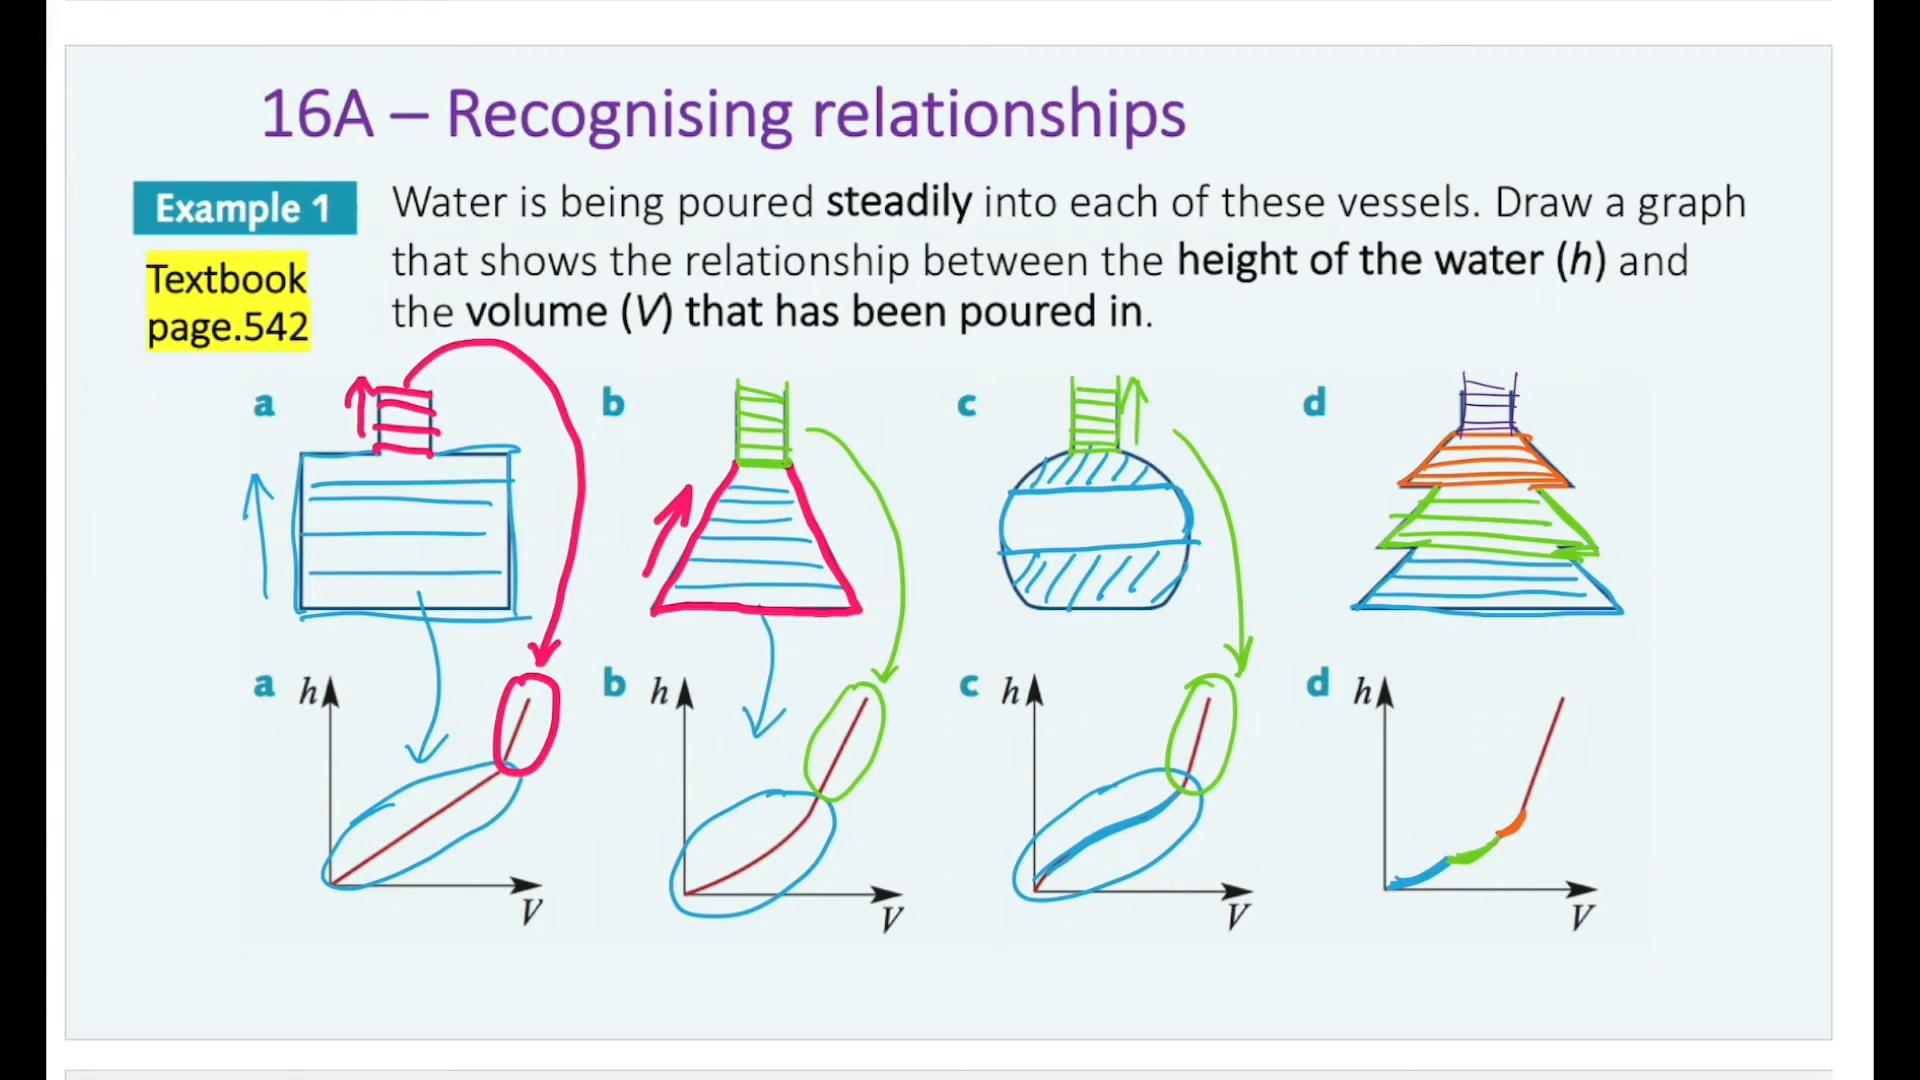 16A – Recognising relationships
Example 1
Water is being poured steadily into each of these vessels. Draw a graph
that shows the relationship between the height of the water (h) and
the volume (V) that has been poured in.
Textbook
page.542
a
b
c
d
a h
b h
c h
d h
V
V
V
V